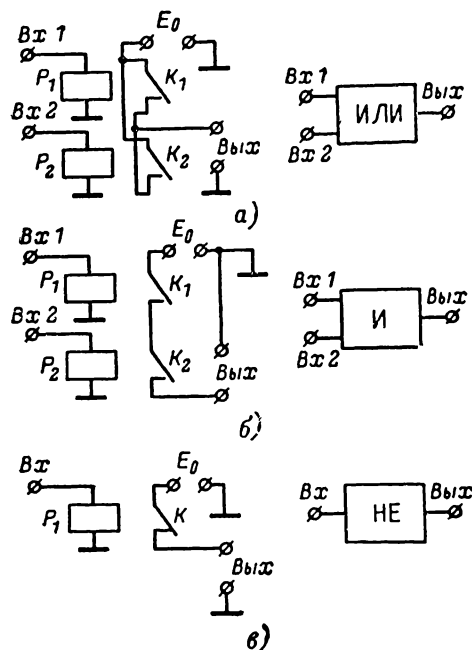 Вх 1
E₀
P₁
K₁
Вх 2
P₂
K₂
Вых
Вх 1
ИЛИ
Вых
Вх 2
а)
Вх 1
E₀
P₁
K₁
Вх 2
P₂
K₂
Вых
Вх 1
И
Вых
Вх 2
б)
Вх
E₀
P₁
K
Вых
Вх
НЕ
Вых
в)